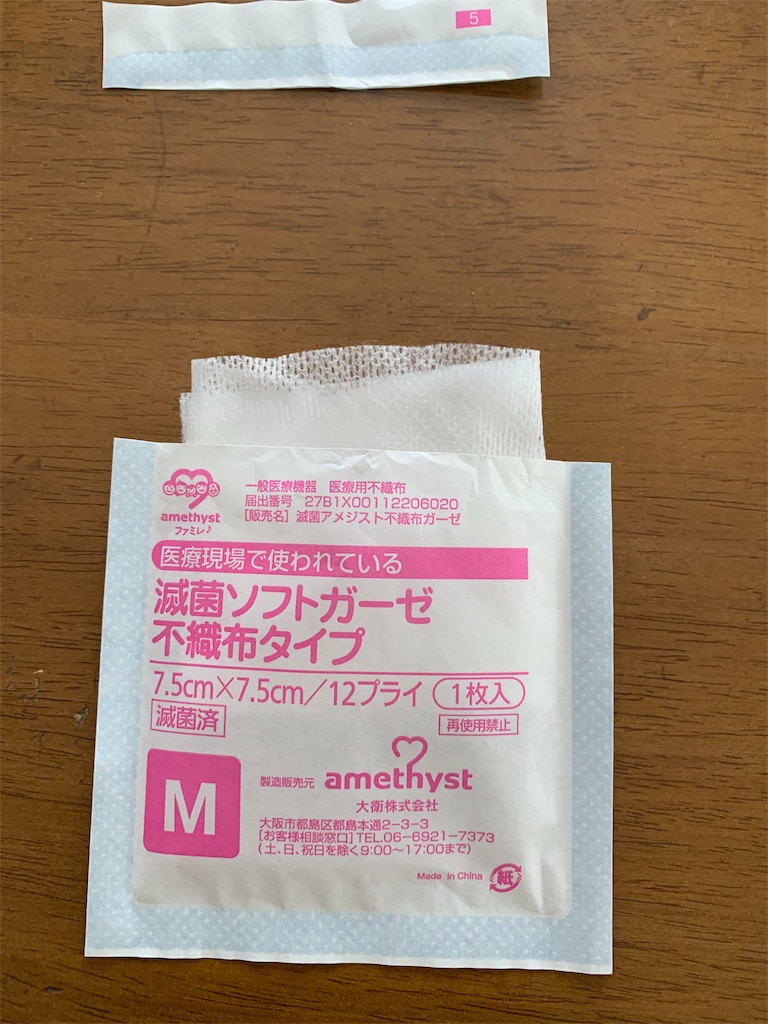 5
amethyst
ファミレ♪
一般医療機器 医療用不織布
届出番号 27B1X00112206020
[販売名] 滅菌アメジスト不織布ガーゼ
医療現場で使われている
滅菌ソフトガーゼ
不織布タイプ
7.5cm×7.5cm/12プライ 1枚入
滅菌済 再使用禁止
M
製造販売元 amethyst
大衛株式会社
大阪市都島区都島本通2-3-3
[お客様相談窓口] TEL.06-6921-7373
(土、日、祝日を除く9:00〜17:00まで)
Made in China 紙